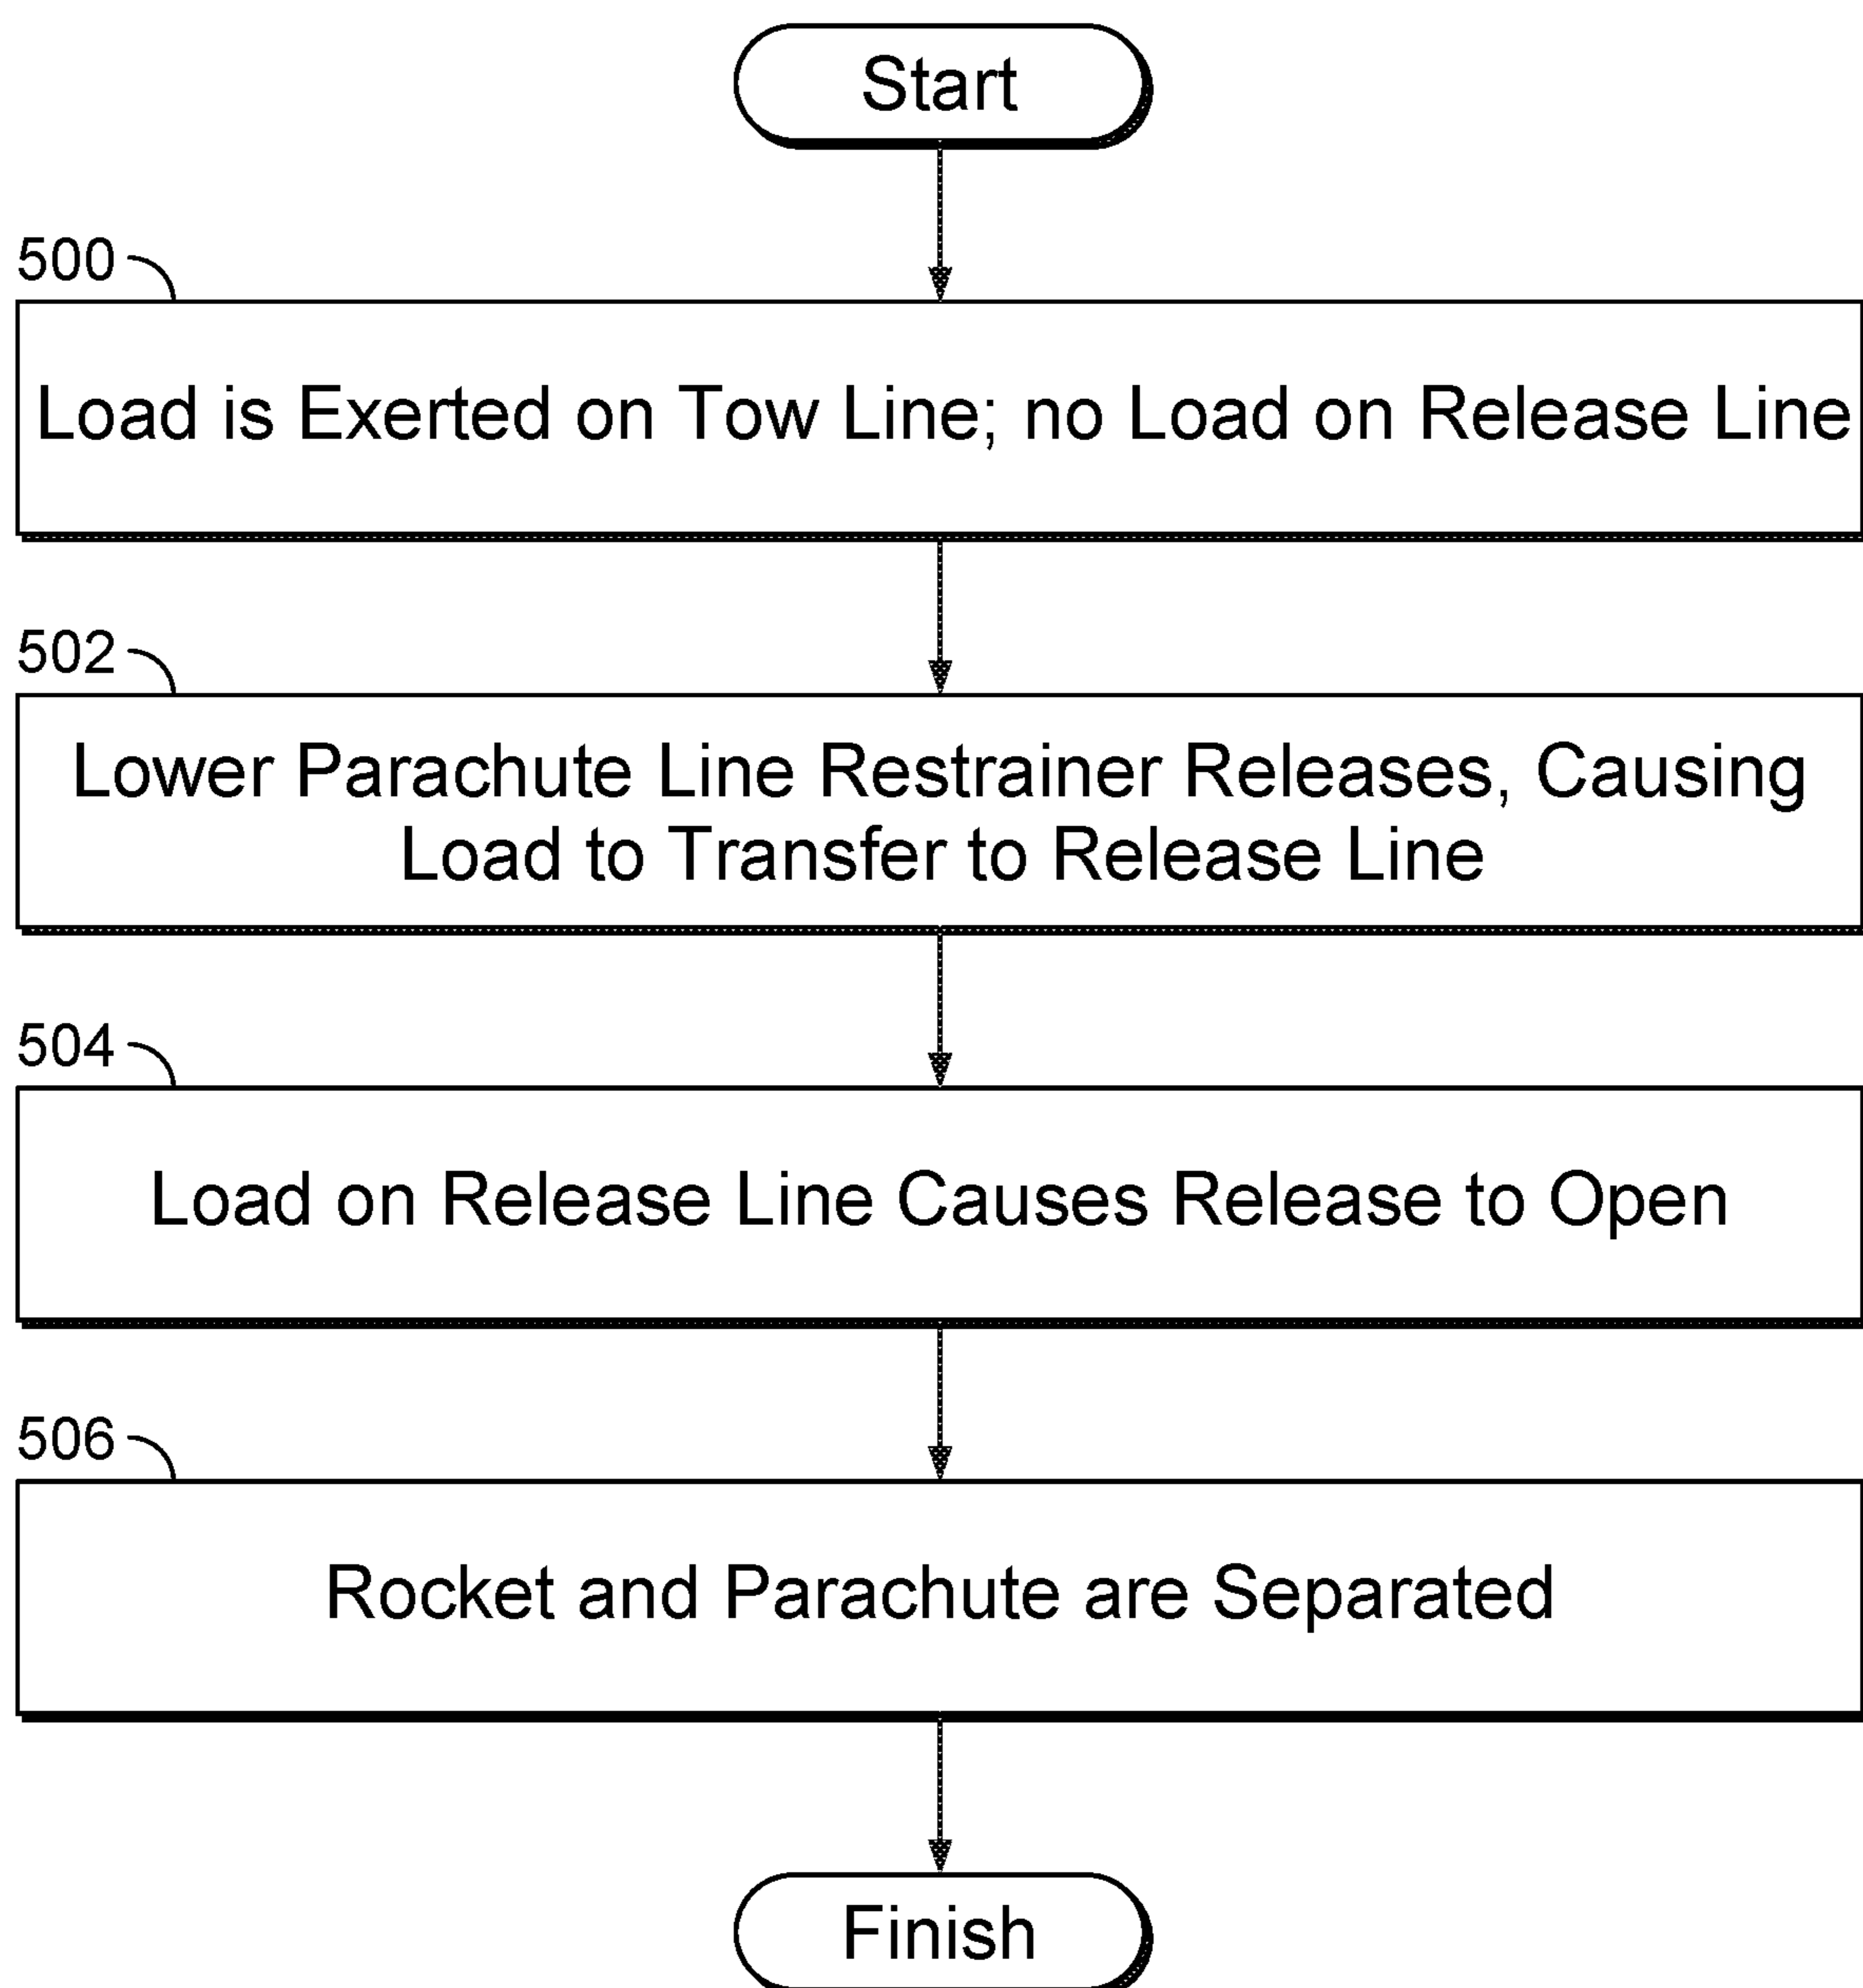 Start
500
Load is Exerted on Tow Line; no Load on Release Line
502
Lower Parachute Line Restrainer Releases, Causing
Load to Transfer to Release Line
504
Load on Release Line Causes Release to Open
506
Rocket and Parachute are Separated
Finish